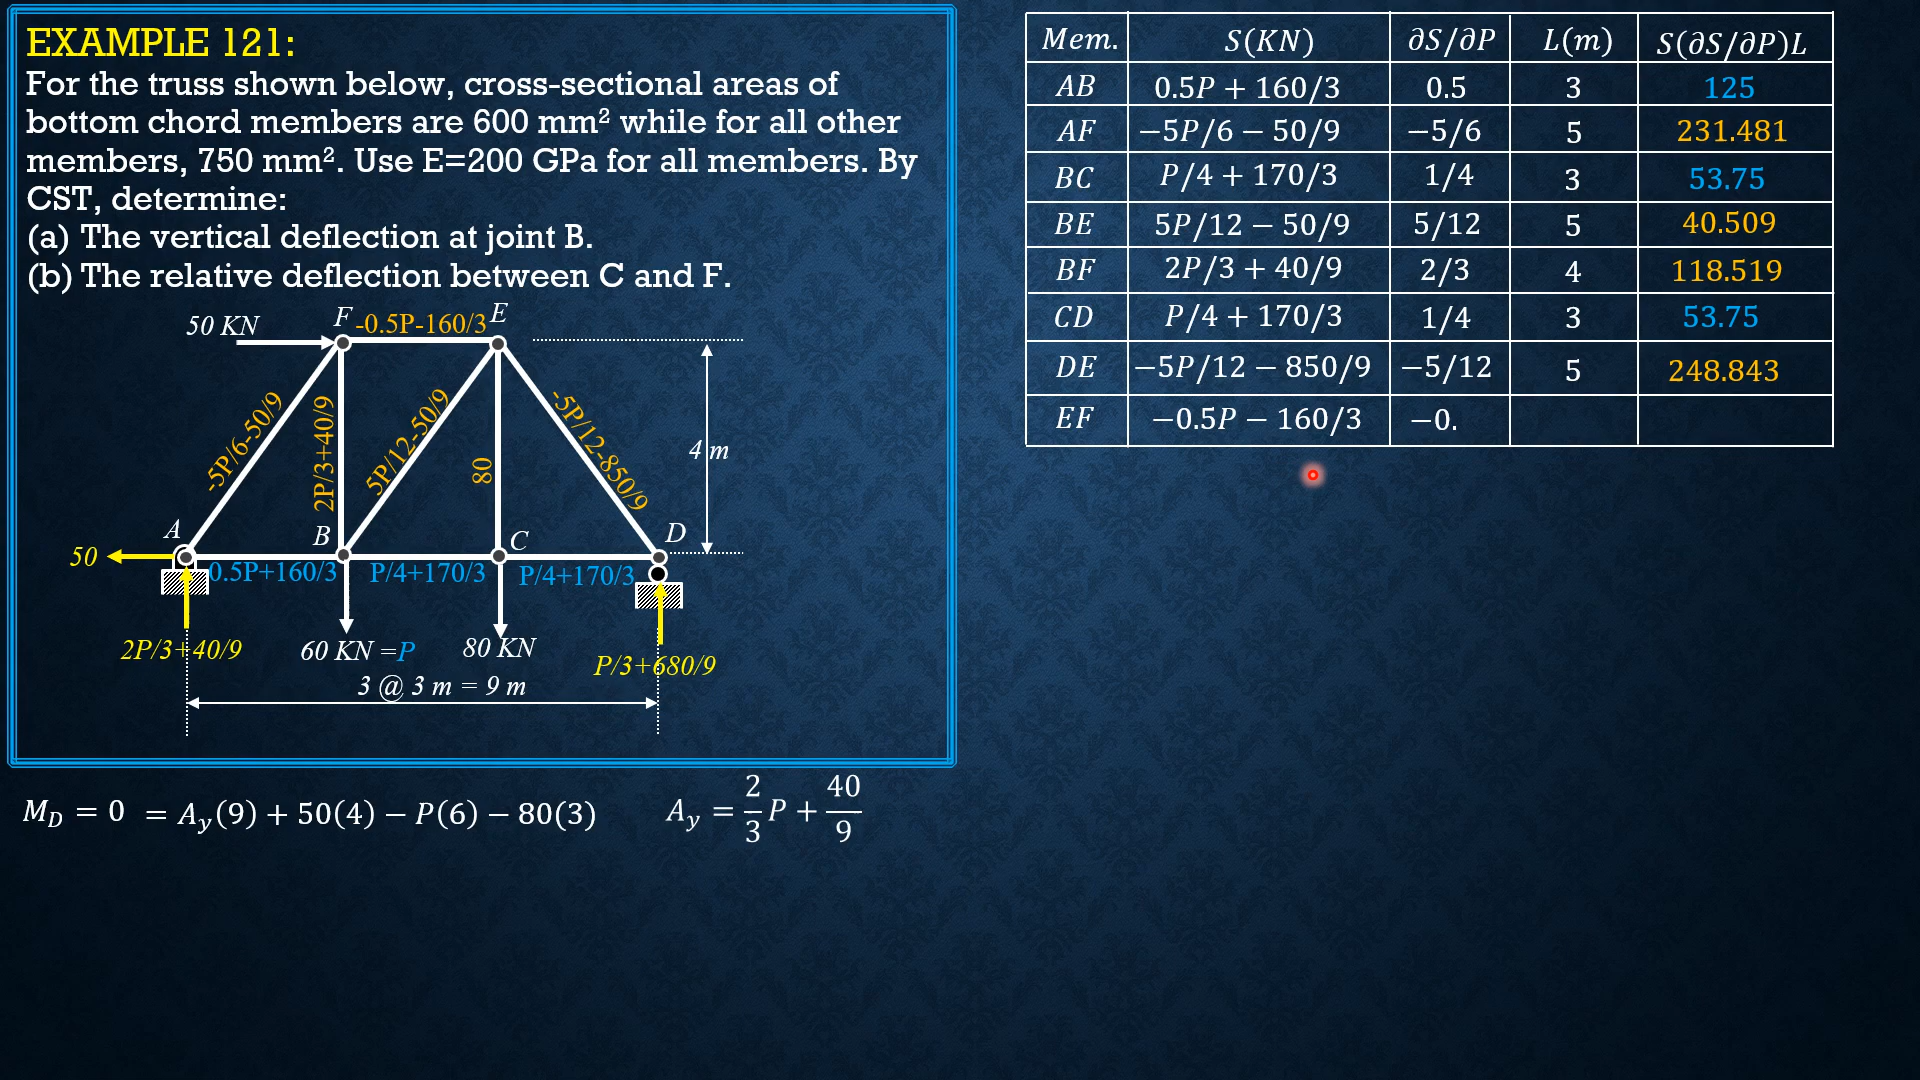 EXAMPLE 121:
For the truss shown below, cross-sectional areas of
bottom chord members are 600 mm² while for all other
members, 750 mm². Use E=200 GPa for all members. By
CST, determine:
(a) The vertical deflection at joint B.
(b) The relative deflection between C and F.
50 KN
F
-0.5P-160/3
E
-5P/6-50/9
2P/3+40/9
5P/12-50/9
80
-5P/12-850/9
4 m
A
B
C
D
50
0.5P+160/3
P/4+170/3
P/4+170/3
2P/3+40/9
60 KN =P
80 KN
P/3+680/9
3 @ 3 m = 9 m
M_D = 0 = A_y(9) + 50(4) − P(6) − 80(3)
A_y = 2/3 P + 40/9
Mem. S(KN) ∂S/∂P L(m) S(∂S/∂P)L
AB 0.5P + 160/3 0.5 3 125
AF −5P/6 − 50/9 −5/6 5 231.481
BC P/4 + 170/3 1/4 3 53.75
BE 5P/12 − 50/9 5/12 5 40.509
BF 2P/3 + 40/9 2/3 4 118.519
CD P/4 + 170/3 1/4 3 53.75
DE −5P/12 − 850/9 −5/12 5 248.843
EF −0.5P − 160/3 −0.